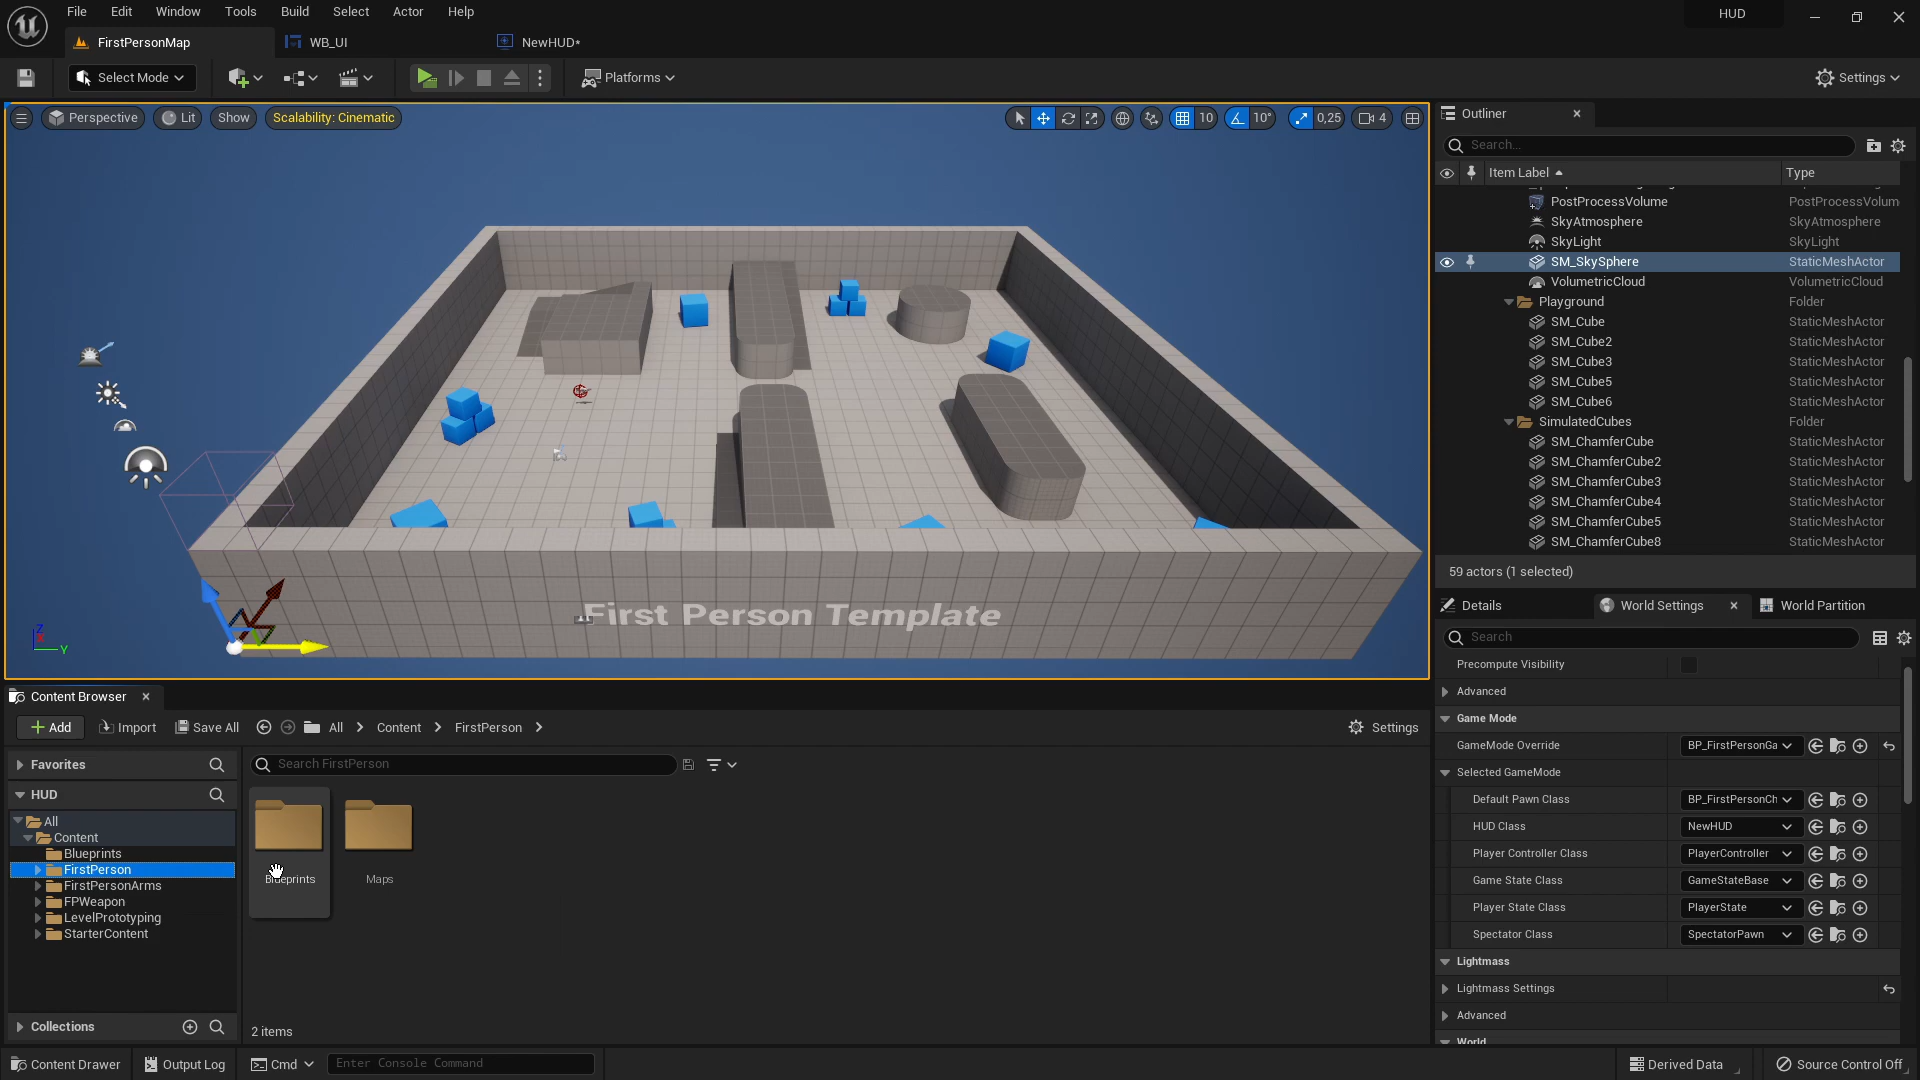 File Edit Window Tools Build Select Actor Help
HUD
FirstPersonMap
WB_UI
NewHUD*
Select Mode
Platforms
Settings
Perspective
Lit
Show
Scalability: Cinematic
10
10°
0,25
4
First Person Template
Z
Y
Outliner
Search...
Item Label
Type
PostProcessVolume PostProcessVolum
SkyAtmosphere SkyAtmosphere
SkyLight SkyLight
SM_SkySphere StaticMeshActor
VolumetricCloud VolumetricCloud
Playground Folder
SM_Cube StaticMeshActor
SM_Cube2 StaticMeshActor
SM_Cube3 StaticMeshActor
SM_Cube5 StaticMeshActor
SM_Cube6 StaticMeshActor
SimulatedCubes Folder
SM_ChamferCube StaticMeshActor
SM_ChamferCube2 StaticMeshActor
SM_ChamferCube3 StaticMeshActor
SM_ChamferCube4 StaticMeshActor
SM_ChamferCube5 StaticMeshActor
SM_ChamferCube8 StaticMeshActor
59 actors (1 selected)
Details
World Settings
World Partition
Search
Precompute Visibility
Advanced
Game Mode
GameMode Override BP_FirstPersonGa
Selected GameMode
Default Pawn Class BP_FirstPersonCh
HUD Class NewHUD
Player Controller Class PlayerController
Game State Class GameStateBase
Player State Class PlayerState
Spectator Class SpectatorPawn
Lightmass
Lightmass Settings
Advanced
World
Content Browser
Add
Import
Save All
All
Content
FirstPerson
Settings
Favorites
HUD
All
Content
Blueprints
FirstPerson
FirstPersonArms
FPWeapon
LevelPrototyping
StarterContent
Collections
Search FirstPerson
Blueprints
Maps
2 items
Content Drawer
Output Log
Cmd
Enter Console Command
Derived Data
Source Control Off